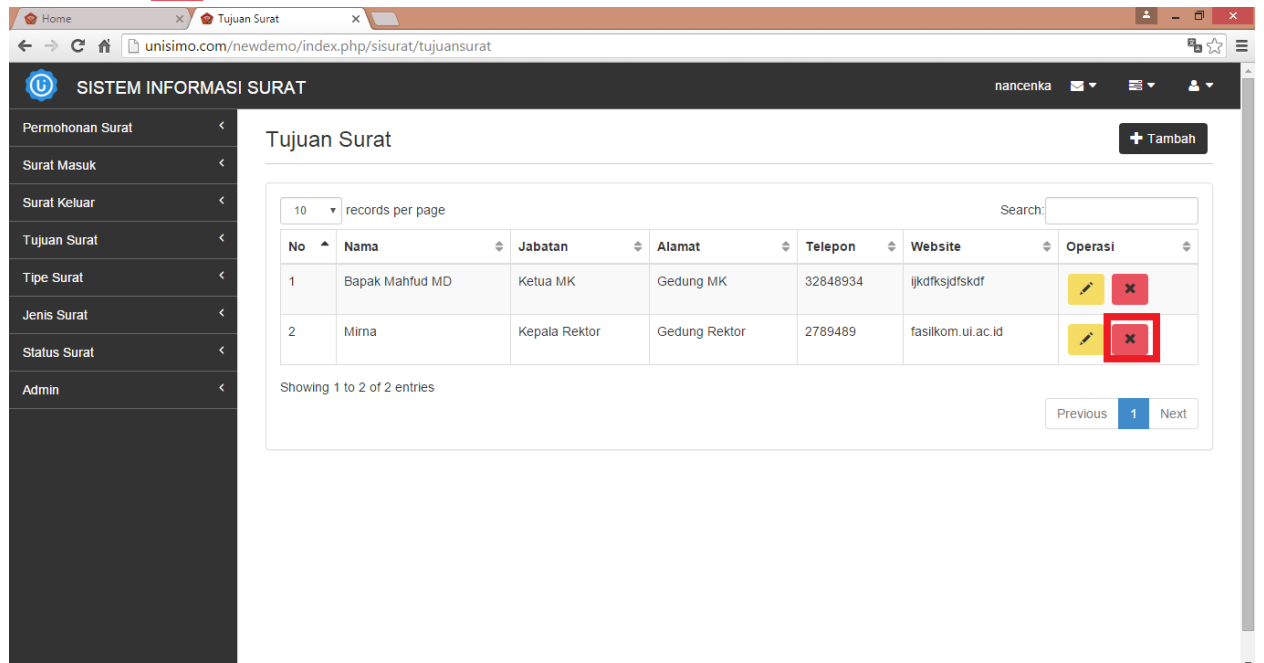 Home
Tujuan Surat
unisimo.com/newdemo/index.php/sisurat/tujuansurat
SISTEM INFORMASI SURAT
nancenka
Permohonan Surat
Surat Masuk
Surat Keluar
Tujuan Surat
Tipe Surat
Jenis Surat
Status Surat
Admin
Tujuan Surat
Tambah
10 records per page
Search:
No Nama Jabatan Alamat Telepon Website Operasi
1 Bapak Mahfud MD Ketua MK Gedung MK 32848934 ijkdfksjdfskdf
2 Mirna Kepala Rektor Gedung Rektor 2789489 fasilkom.ui.ac.id
Showing 1 to 2 of 2 entries
Previous 1 Next